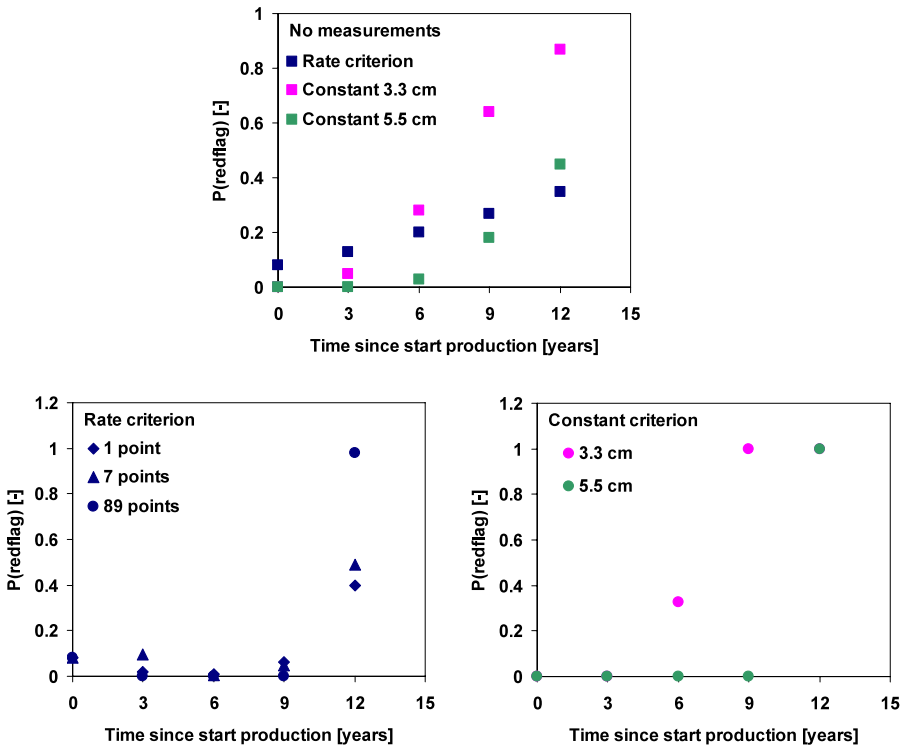 1
No measurements
Rate criterion
0.8
Constant 3.3 cm
Constant 5.5 cm
0.6
P(redflag) [-]
0.4
0.2
0
0 3 6 9 12 15
Time since start production [years]
1.2
Rate criterion
1 point
1
7 points
89 points
0.8
P(redflag) [-]
0.6
0.4
0.2
0
0 3 6 9 12 15
Time since start production [years]
1.2
Constant criterion
3.3 cm
1
5.5 cm
0.8
P(redflag) [-]
0.6
0.4
0.2
0
0 3 6 9 12 15
Time since start production [years]